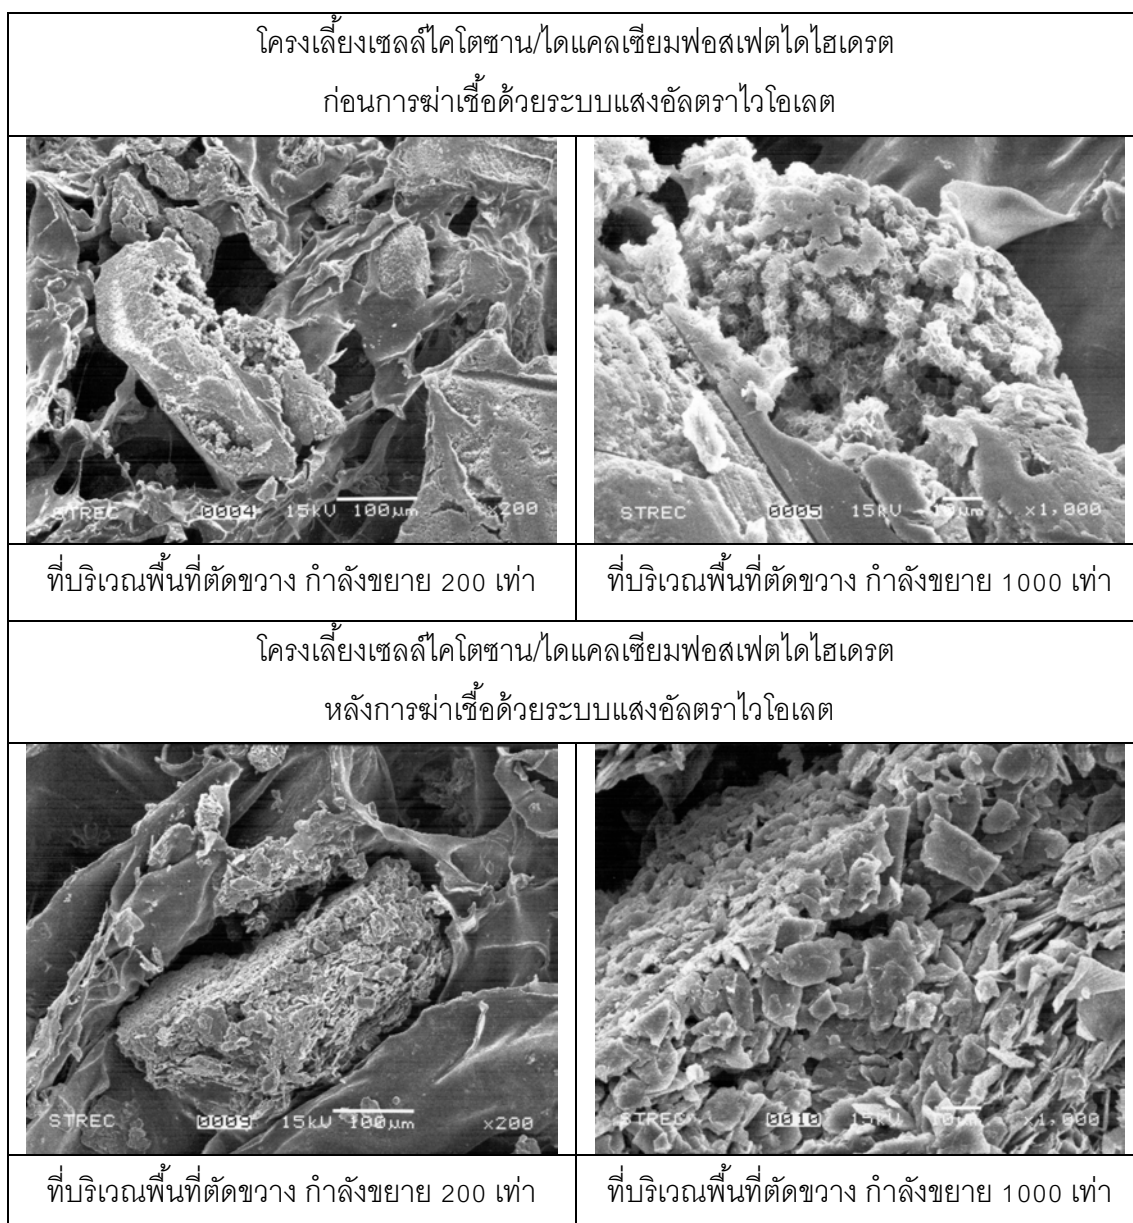 โครงเลี้ยงเซลล์ไคโตซาน/ไดแคลเซียมฟอสเฟตไดไฮเดรต
ก่อนการฆ่าเชื้อด้วยระบบแสงอัลตราไวโอเลต
STREC 0004 15kV 100µm x200
STREC 0005 15kV 10µm x1,000
ที่บริเวณพื้นที่ตัดขวาง กำลังขยาย 200 เท่า
ที่บริเวณพื้นที่ตัดขวาง กำลังขยาย 1000 เท่า
โครงเลี้ยงเซลล์ไคโตซาน/ไดแคลเซียมฟอสเฟตไดไฮเดรต
หลังการฆ่าเชื้อด้วยระบบแสงอัลตราไวโอเลต
STREC 0009 15kV 100µm x200
STREC 0010 15kV 10µm x1,000
ที่บริเวณพื้นที่ตัดขวาง กำลังขยาย 200 เท่า
ที่บริเวณพื้นที่ตัดขวาง กำลังขยาย 1000 เท่า